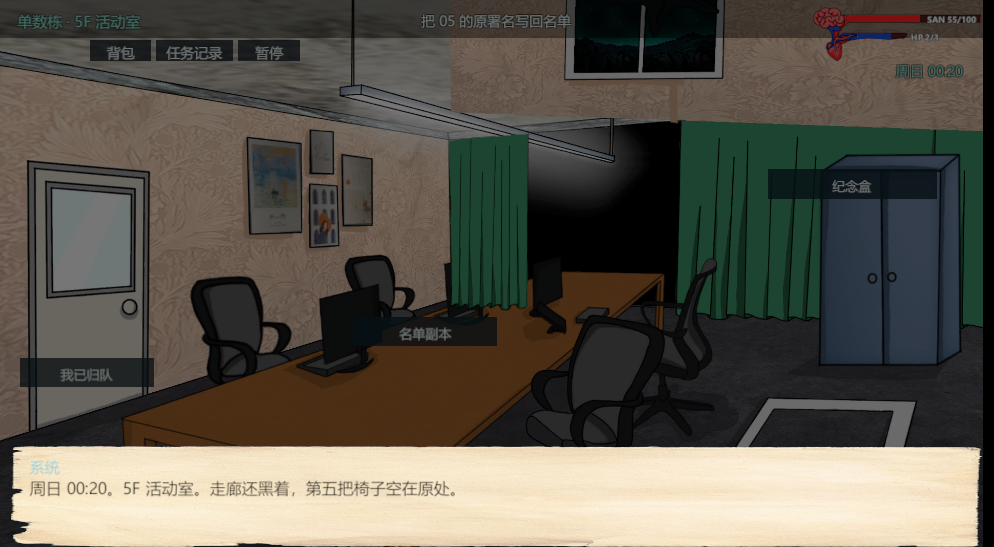 单数栋 · 5F 活动室
把 05 的原署名写回名单
SAN 55/100
HP 2/3
周日 00:20
背包
任务记录
暂停
纪念盒
名单副本
我已归队
系统
周日 00:20。5F 活动室。走廊还黑着，第五把椅子空在原处。